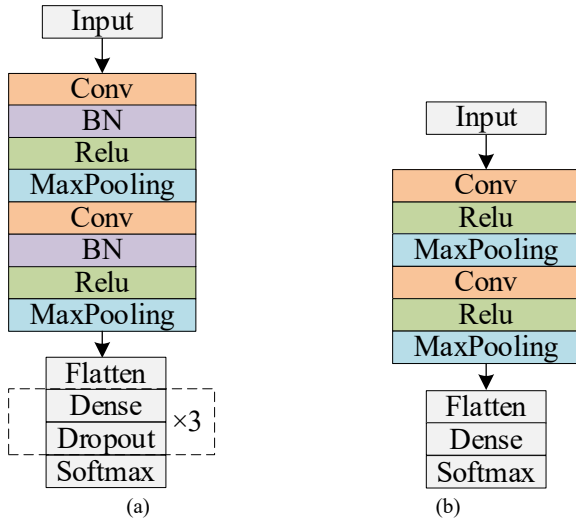 Input
Conv
BN
Relu
MaxPooling
Conv
BN
Relu
MaxPooling
Flatten
Dense
Dropout
×3
Softmax
(a)
Input
Conv
Relu
MaxPooling
Conv
Relu
MaxPooling
Flatten
Dense
Softmax
(b)